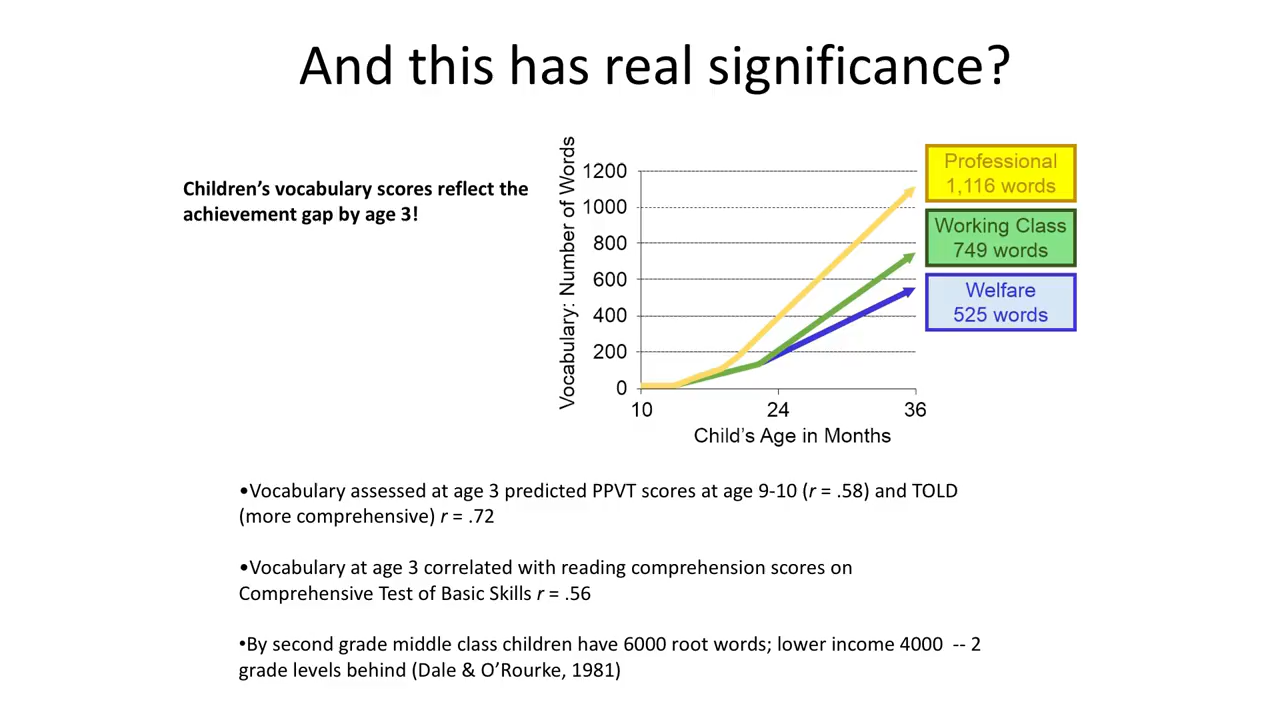 And this has real significance?
Children’s vocabulary scores reflect the
achievement gap by age 3!
Vocabulary: Number of Words
1200
1000
800
600
400
200
0
10
24
36
Child’s Age in Months
Professional
1,116 words
Working Class
749 words
Welfare
525 words
•Vocabulary assessed at age 3 predicted PPVT scores at age 9-10 (r = .58) and TOLD
(more comprehensive) r = .72
•Vocabulary at age 3 correlated with reading comprehension scores on
Comprehensive Test of Basic Skills r = .56
•By second grade middle class children have 6000 root words; lower income 4000 -- 2
grade levels behind (Dale & O’Rourke, 1981)